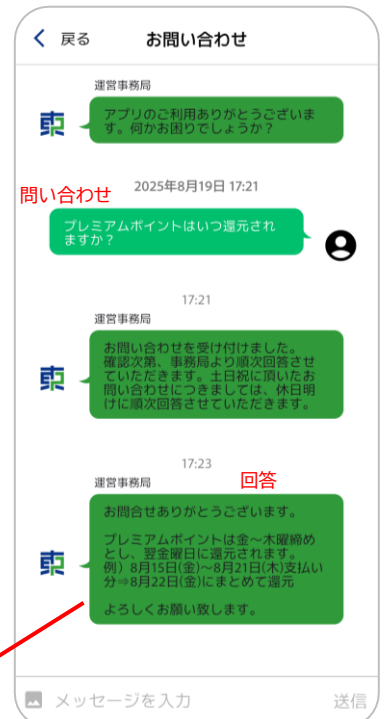 戻る お問い合わせ
運営事務局
アプリのご利用ありがとうございま
す。何かお困りでしょうか？
2025年8月19日 17:21
問い合わせ
プレミアムポイントはいつ還元され
ますか？
17:21
運営事務局
お問い合わせを受け付けました。
確認次第、事務局より順次回答させ
ていただきます。土日祝に頂いたお
問い合わせにつきましては、休日明
けに順次回答させていただきます。
17:23
運営事務局
回答
お問合せありがとうございます。
プレミアムポイントは金～木曜締め
とし、翌金曜日に還元されます。
例）8月15日(金)～8月21日(木)支払い
分⇒8月22日(金)にまとめて還元
よろしくお願い致します。
メッセージを入力 送信